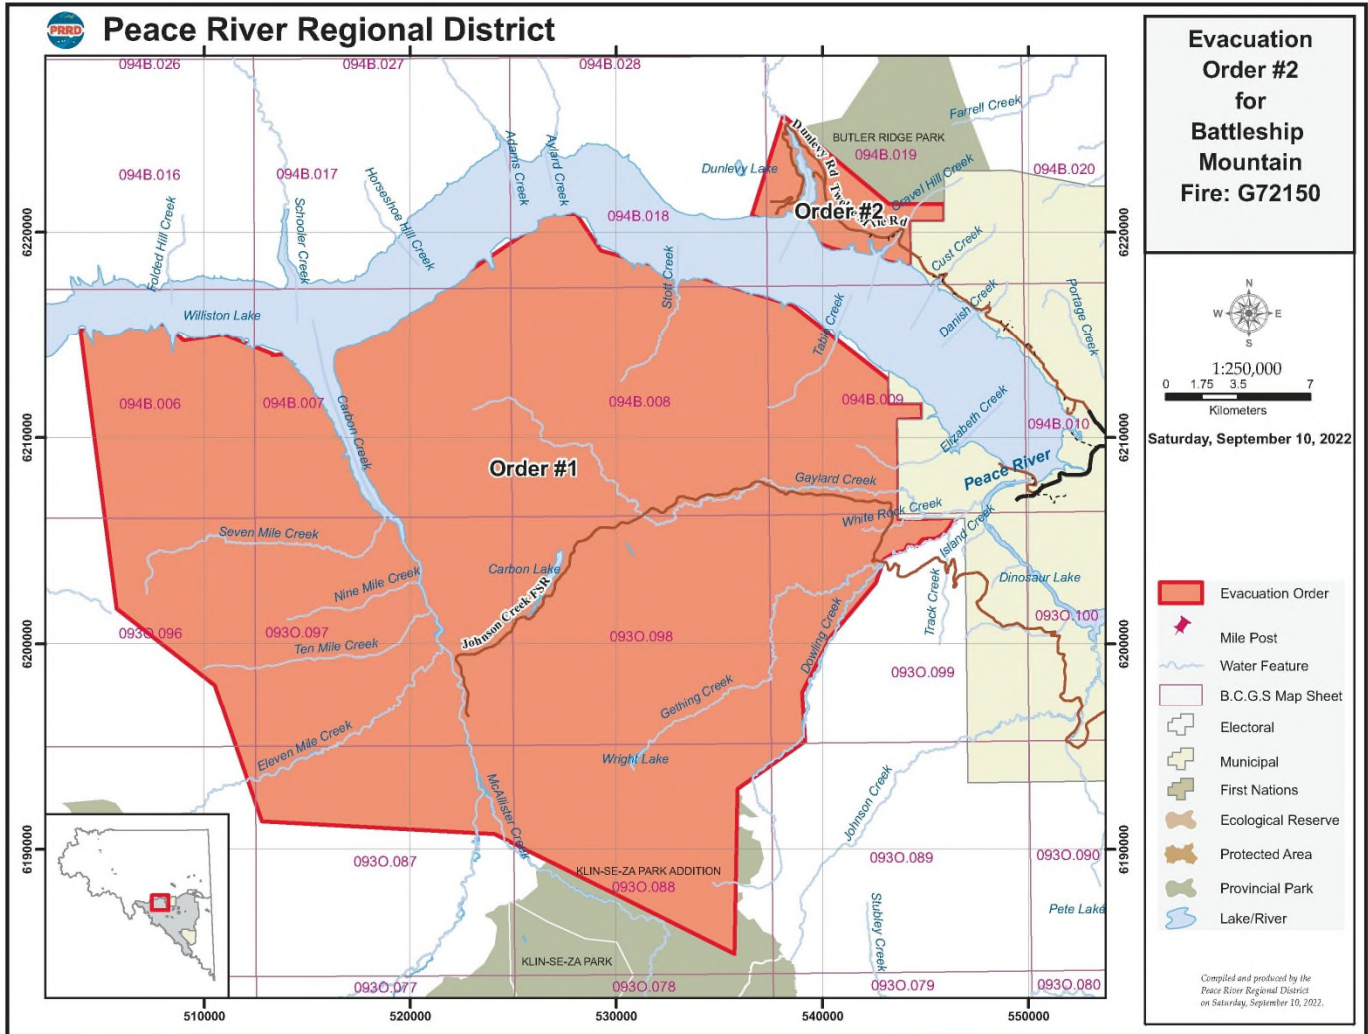 PRRD
Peace River Regional District
Evacuation
Order #2
for
Battleship
Mountain
Fire: G72150
N
W E
S
1:250,000
0 1.75 3.5 7
Kilometers
Saturday, September 10, 2022
Evacuation Order
Mile Post
Water Feature
B.C.G.S Map Sheet
Electoral
Municipal
First Nations
Ecological Reserve
Protected Area
Provincial Park
Lake/River
Compiled and produced by the
Peace River Regional District
on Saturday, September 10, 2022.
094B.026
094B.027
094B.028
Farrell Creek
BUTLER RIDGE PARK
094B.019
094B.020
094B.016
094B.017
094B.018
Adams Creek
Aylard Creek
Dunlevy Lake
Dunlevy Rd
Gravel Hill Creek
Order #2
Horseshoe Hill Creek
Schooler Creek
Folded Hill Creek
Cust Creek
Stott Creek
Portage Creek
Danish Creek
Williston Lake
Table Creek
094B.006
094B.007
094B.008
094B.009
094B.010
Carbon Creek
Elizabeth Creek
Order #1
Peace River
Gaylard Creek
White Rock Creek
Island Creek
Seven Mile Creek
Carbon Lake
Johnson Creek FSR
Nine Mile Creek
Dinosaur Lake
Track Creek
093O.096
093O.097
093O.098
093O.099
093O.100
Ten Mile Creek
Dowling Creek
Gething Creek
Eleven Mile Creek
Wright Lake
McAllister Creek
Johnson Creek
093O.087
093O.088
093O.089
093O.090
KLIN-SE-ZA PARK ADDITION
Pete Lake
Stubley Creek
KLIN-SE-ZA PARK
093O.077
093O.078
093O.079
093O.080
6220000
6210000
6200000
6190000
6220000
6210000
6200000
6190000
510000
520000
530000
540000
550000